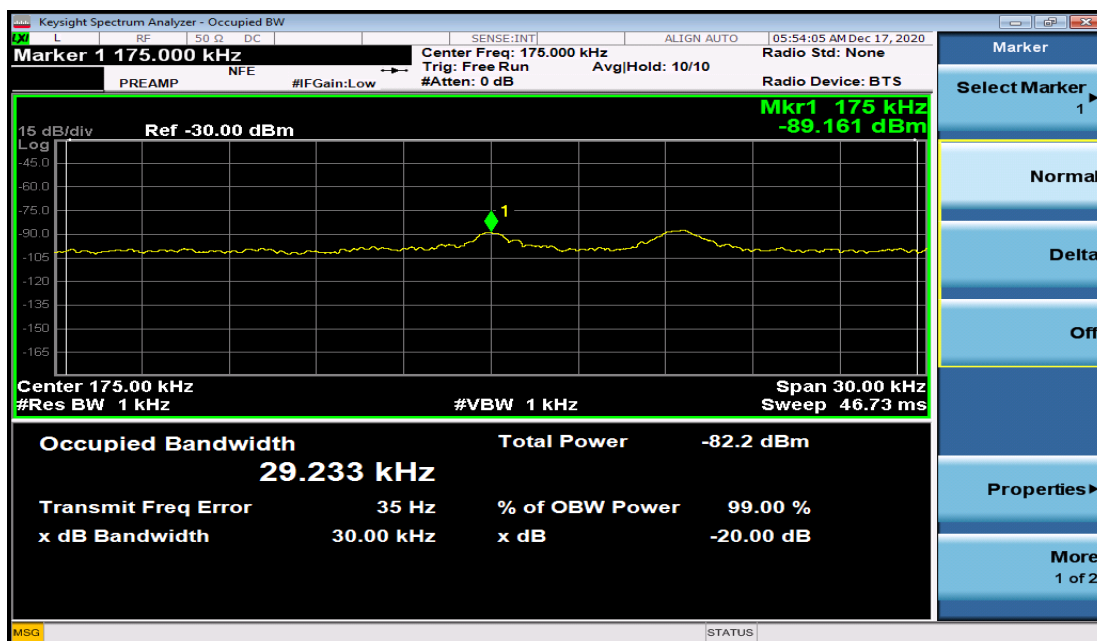 Keysight Spectrum Analyzer - Occupied BW
LXI L RF 50 Ω DC SENSE:INT ALIGN AUTO 05:54:05 AM Dec 17, 2020
Marker 1 175.000 kHz
Center Freq: 175.000 kHz
Radio Std: None
NFE
Trig: Free Run Avg|Hold: 10/10
PREAMP #IFGain:Low #Atten: 0 dB Radio Device: BTS
Mkr1 175 kHz
-89.161 dBm
15 dB/div Ref -30.00 dBm
Log
-45.0
-60.0
-75.0
-90.0
-105
-120
-135
-150
-165
1
Center 175.00 kHz Span 30.00 kHz
#Res BW 1 kHz #VBW 1 kHz Sweep 46.73 ms
Occupied Bandwidth Total Power -82.2 dBm
29.233 kHz
Transmit Freq Error 35 Hz % of OBW Power 99.00 %
x dB Bandwidth 30.00 kHz x dB -20.00 dB
Marker
Select Marker
1
Normal
Delta
Off
Properties
More
1 of 2
MSG STATUS